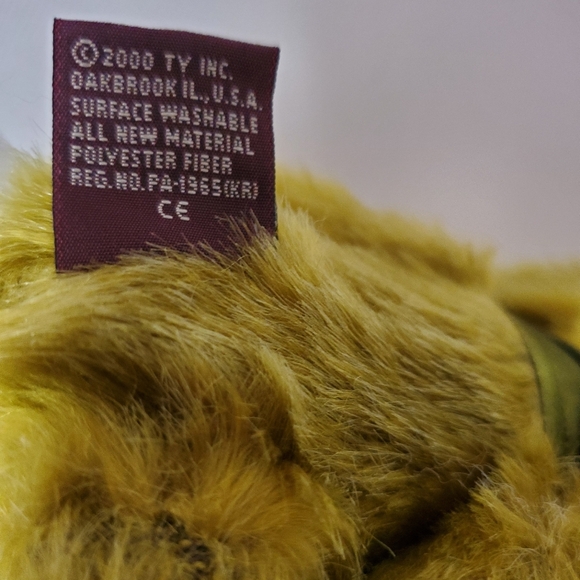 © 2000 TY INC.
OAKBROOK IL., U.S.A.
SURFACE WASHABLE
ALL NEW MATERIAL
POLYESTER FIBER
REG.NO.PA-1965(KR)
CE